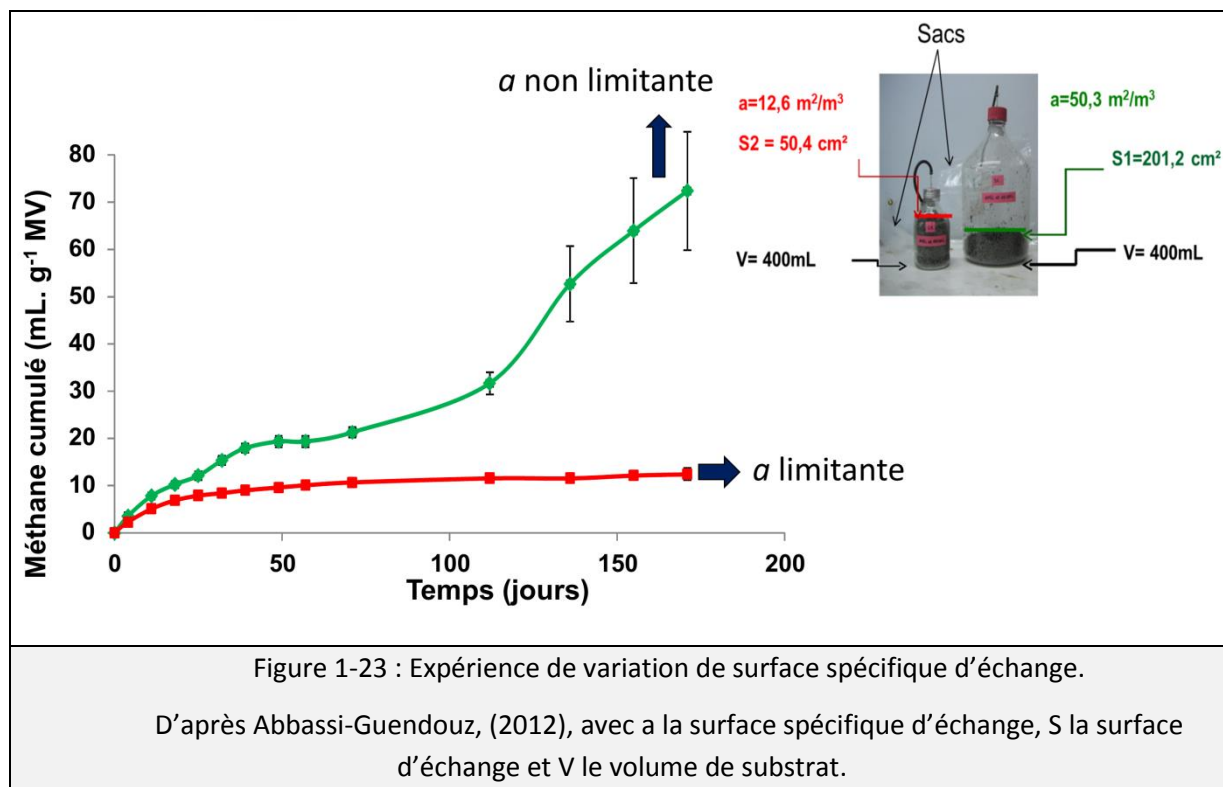 Sacs
a non limitante
a=12,6 m²/m³
a=50,3 m²/m³
S2 = 50,4 cm²
S1=201,2 cm²
V= 400mL
V= 400mL
Méthane cumulé (mL. g⁻¹ MV)
80
70
60
50
40
30
20
10
0
a limitante
0
50
100
150
200
Temps (jours)
Figure 1-23 : Expérience de variation de surface spécifique d’échange.
D’après Abbassi-Guendouz, (2012), avec a la surface spécifique d’échange, S la surface
d’échange et V le volume de substrat.